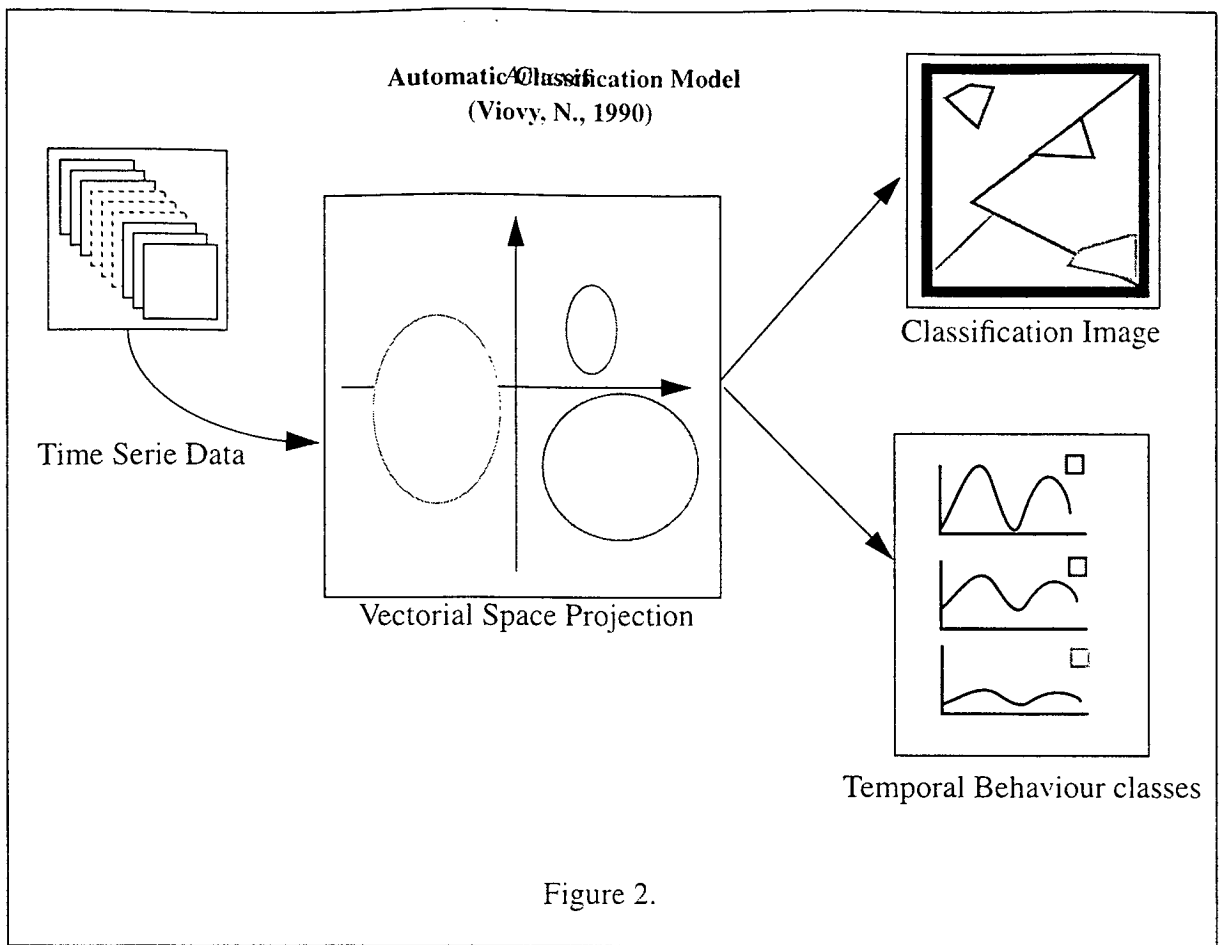 Automatic Classification Model
(Viovy, N., 1990)
Classification Image
Time Serie Data
Vectorial Space Projection
Temporal Behaviour classes
Figure 2.